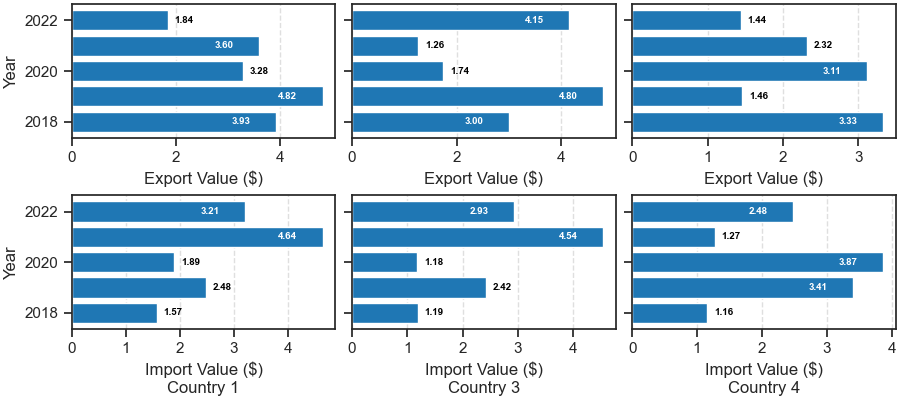 2022
2020
2018
Year
1.84
3.60
3.28
4.82
3.93
0 2 4
Export Value ($)
4.15
1.26
1.74
4.80
3.00
0 2 4
Export Value ($)
1.44
2.32
3.11
1.46
3.33
0 1 2 3
Export Value ($)
2022
2020
2018
Year
3.21
4.64
1.89
2.48
1.57
0 1 2 3 4
Import Value ($)
Country 1
2.93
4.54
1.18
2.42
1.19
0 1 2 3 4
Import Value ($)
Country 3
2.48
1.27
3.87
3.41
1.16
0 1 2 3 4
Import Value ($)
Country 4